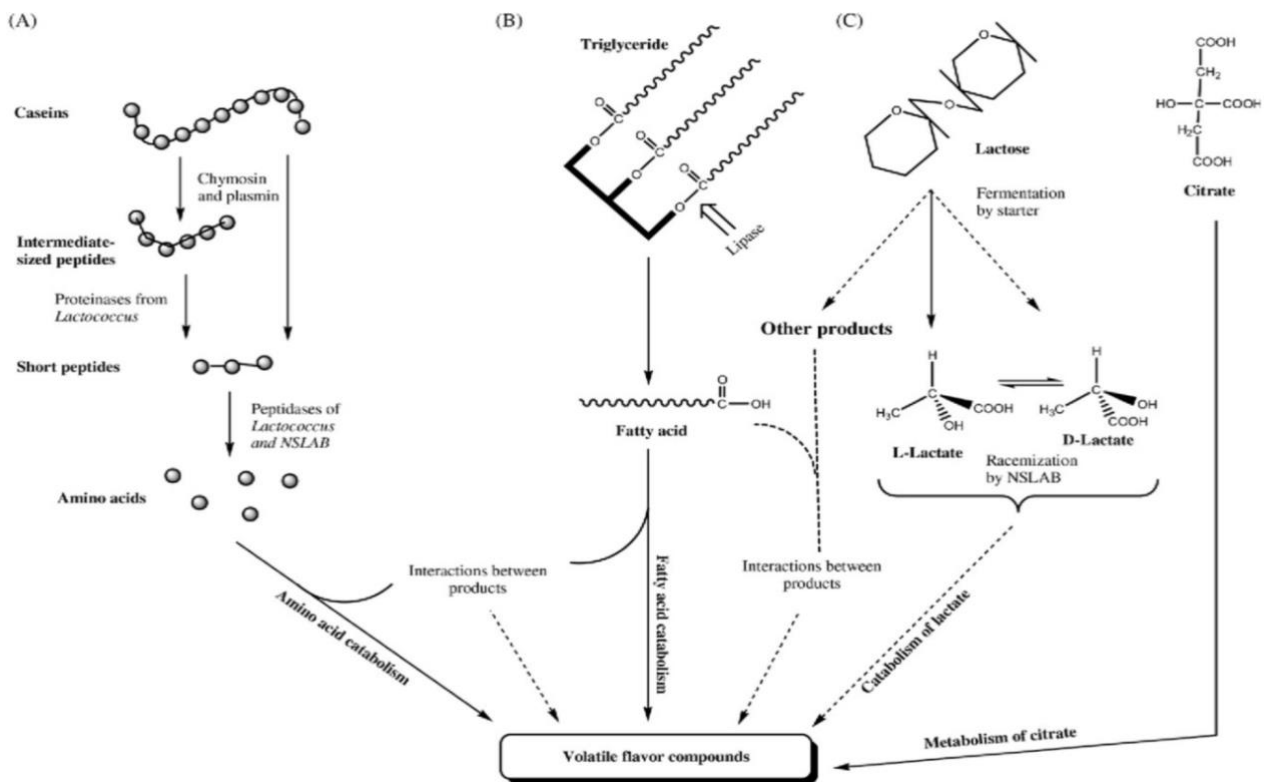 (A)
Caseins
Chymosin
and plasmin
Intermediate-
sized peptides
Proteinases from
Lactococcus
Short peptides
Peptidases of
Lactococcus
and NSLAB
Amino acids
Amino acid catabolism
Interactions between
products
(B)
Triglyceride
O
C
O
O
C
O
O
C
O
Lipase
O
C
OH
Fatty acid
Fatty acid catabolism
Interactions between
products
(C)
O
O
O
Lactose
Fermentation
by starter
Other products
H
C
H3C
COOH
OH
L-Lactate
H
C
H3C
OH
COOH
D-Lactate
Racemization
by NSLAB
Catabolism of lactate
COOH
CH2
HO—C—COOH
H2C
COOH
Citrate
Metabolism of citrate
Volatile flavor compounds